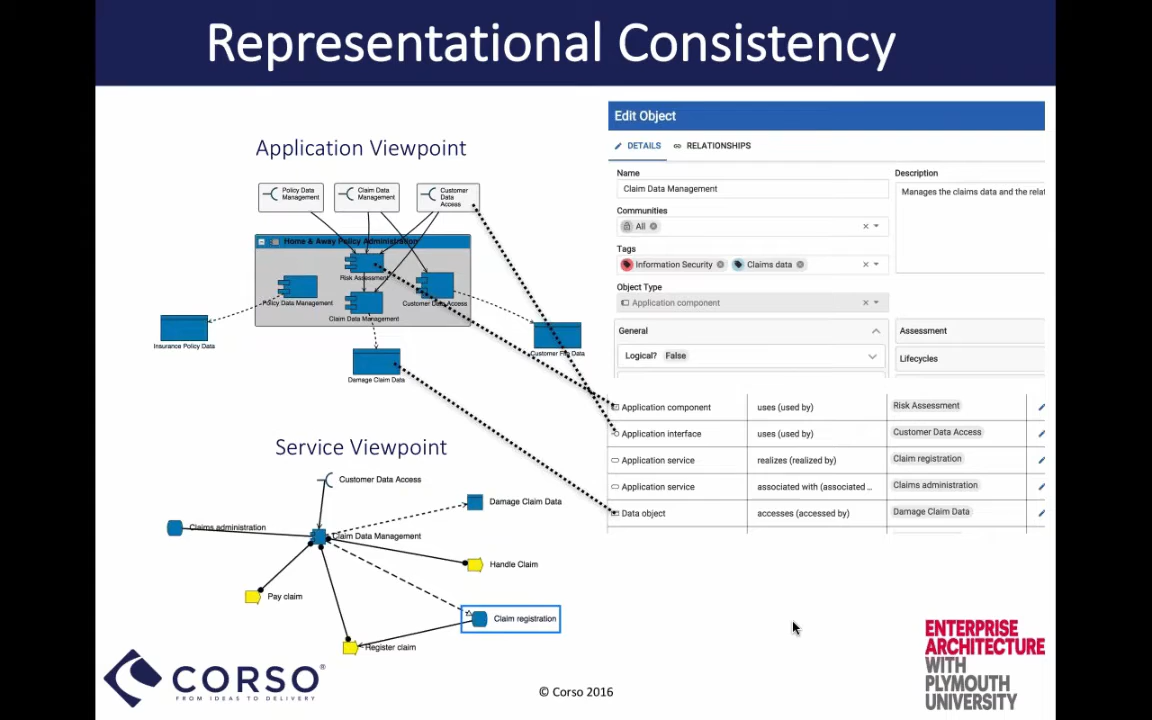 Representational Consistency
Application Viewpoint
Policy Data
Management
Claim Data
Management
Customer
Data
Access
Home & Away Policy Administration
Risk Assessment
Policy Data Management
Customer Data Access
Claim Data Management
Insurance Policy Data
Customer File Data
Damage Claim Data
Service Viewpoint
Customer Data Access
Damage Claim Data
Claims administration
Claim Data Management
Handle Claim
Pay claim
Claim registration
Register claim
Edit Object
DETAILS RELATIONSHIPS
Name
Claim Data Management
Description
Manages the claims data and the relat
Communities
All
Tags
Information Security Claims data
Object Type
Application component
General
Logical? False
Assessment
Lifecycles
Application component uses (used by) Risk Assessment
Application interface uses (used by) Customer Data Access
Application service realizes (realized by) Claim registration
Application service associated with (associated ... Claims administration
Data object accesses (accessed by) Damage Claim Data
CORSO®
FROM IDEAS TO DELIVERY
© Corso 2016
ENTERPRISE
ARCHITECTURE
WITH
PLYMOUTH
UNIVERSITY